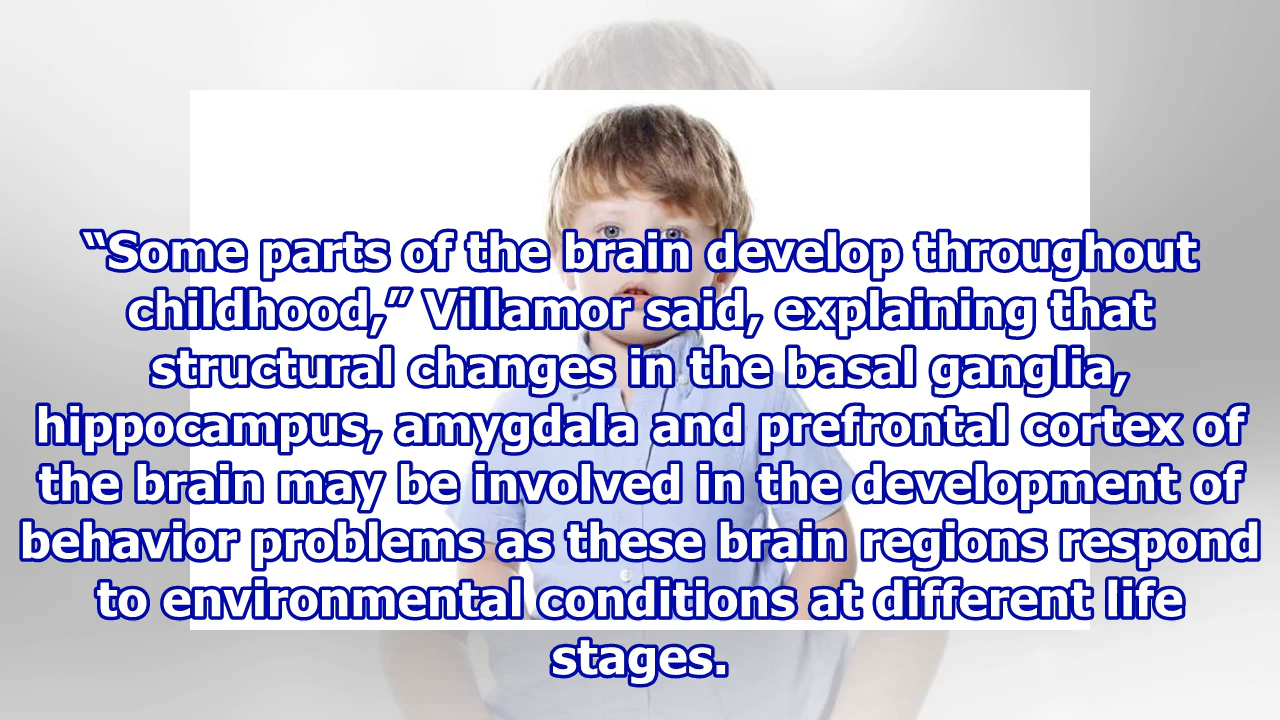 “Some parts of the brain develop throughout
childhood,” Villamor said, explaining that
structural changes in the basal ganglia,
hippocampus, amygdala and prefrontal cortex of
the brain may be involved in the development of
behavior problems as these brain regions respond
to environmental conditions at different life
stages.